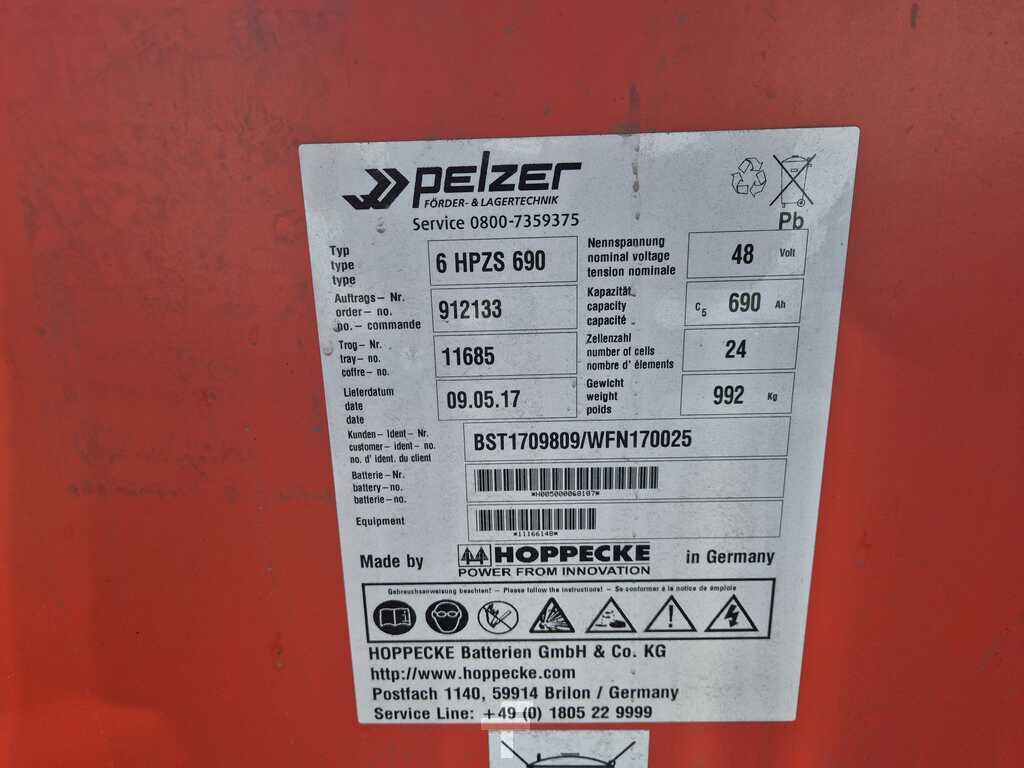 pelzer
FÖRDER- & LAGERTECHNIK
Service 0800-7359375
Pb
Typ
type
type
6 HPZS 690
Nennspannung
nominal voltage
tension nominale
48 Volt
Auftrags- Nr.
order- no.
no.- commande
912133
Kapazität
capacity
capacité
C5 690 Ah
Trog- Nr.
tray- no.
coffre- no.
11685
Zellenzahl
number of cells
nombre d' élements
24
Lieferdatum
date
date
09.05.17
Gewicht
weight
poids
992 Kg
Kunden- Ident- Nr.
customer- ident- no.
no. d' ident. du client
BST1709809/WFN170025
Batterie-Nr.
battery-no.
batterie-no.
*H005000068187*
Equipment
*11166148*
Made by HOPPECKE in Germany
POWER FROM INNOVATION
Gebrauchsanweisung beachten! - Please follow the instructions! - Se conformer à la notice de émploie
HOPPECKE Batterien GmbH & Co. KG
http://www.hoppecke.com
Postfach 1140, 59914 Brilon / Germany
Service Line: +49 (0) 1805 22 9999